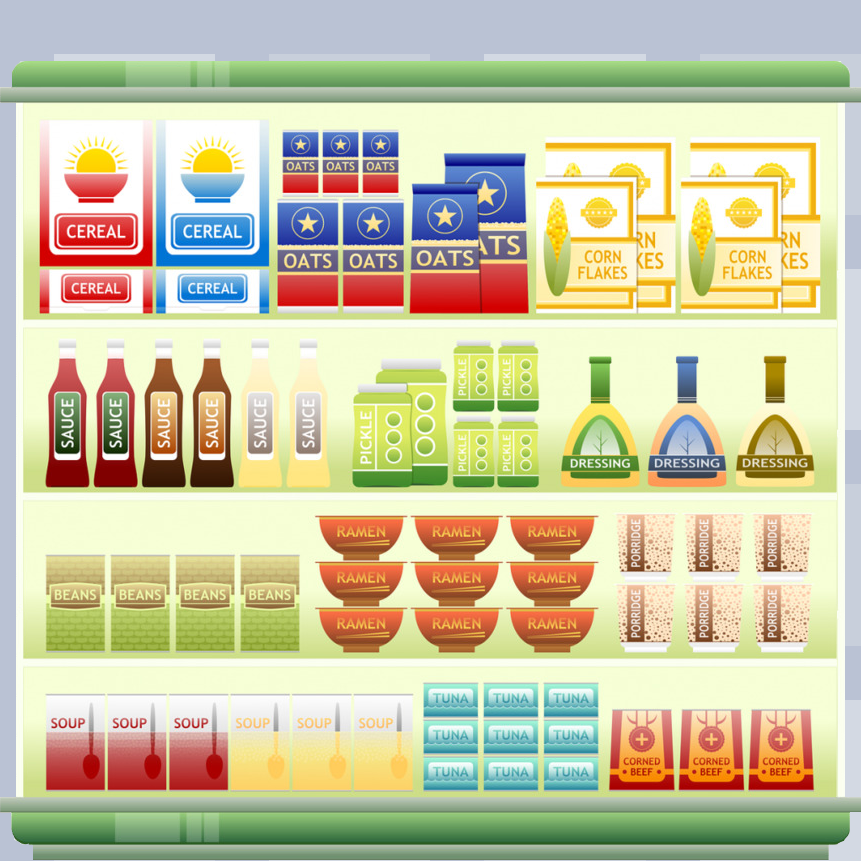 CEREAL
CEREAL
CEREAL
CEREAL
OATS
OATS
OATS
OATS
OATS
OATS
ATS
CORN
FLAKES
RN
KES
CORN
FLAKES
RN
KES
SAUCE
SAUCE
SAUCE
SAUCE
SAUCE
SAUCE
PICKLE
PICKLE
PICKLE
PICKLE
PICKLE
DRESSING
DRESSING
DRESSING
BEANS
BEANS
BEANS
BEANS
RAMEN
RAMEN
RAMEN
RAMEN
RAMEN
RAMEN
RAMEN
RAMEN
RAMEN
PORRIDGE
PORRIDGE
PORRIDGE
PORRIDGE
PORRIDGE
PORRIDGE
SOUP
SOUP
SOUP
SOUP
SOUP
SOUP
TUNA
TUNA
TUNA
TUNA
TUNA
TUNA
TUNA
TUNA
TUNA
CORNED
BEEF
CORNED
BEEF
CORNED
BEEF